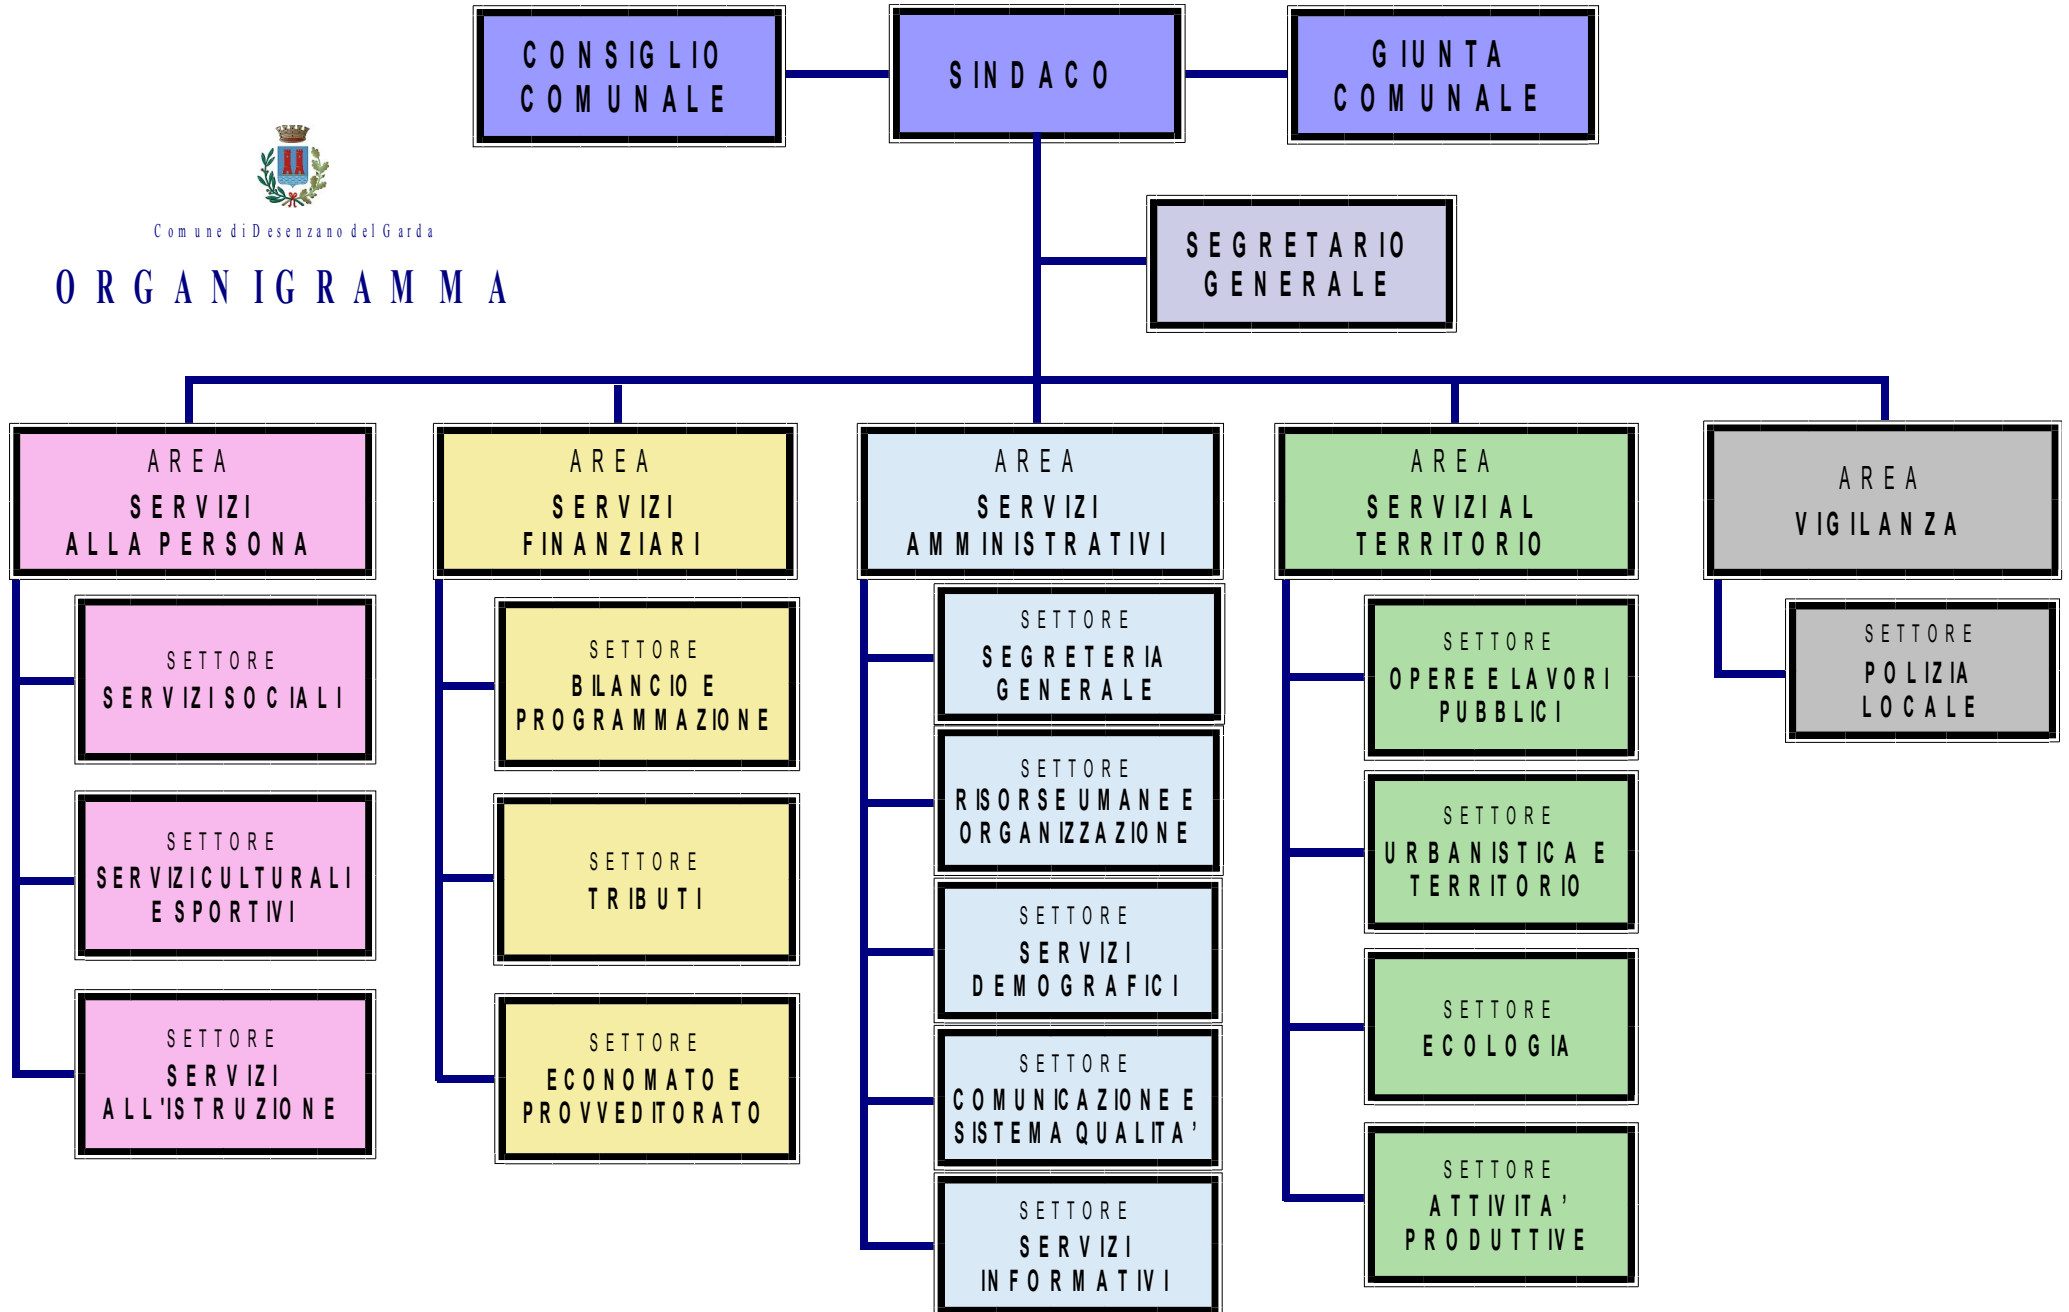 CONSIGLIO
COMUNALE
SINDACO
GIUNTA
COMUNALE
Comune di Desenzano del Garda
ORGANIGRAMMA
SEGRETARIO
GENERALE
AREA
SERVIZI
ALLA PERSONA
SETTORE
SERVIZI SOCIALI
SETTORE
SERVIZI CULTURALI
E SPORTIVI
SETTORE
SERVIZI
ALL'ISTRUZIONE
AREA
SERVIZI
FINANZIARI
SETTORE
BILANCIO E
PROGRAMMAZIONE
SETTORE
TRIBUTI
SETTORE
ECONOMATO E
PROVVEDITORATO
AREA
SERVIZI
AMMINISTRATIVI
SETTORE
SEGRETERIA
GENERALE
SETTORE
RISORSE UMANE E
ORGANIZZAZIONE
SETTORE
SERVIZI
DEMOGRAFICI
SETTORE
COMUNICAZIONE E
SISTEMA QUALITA’
SETTORE
SERVIZI
INFORMATIVI
AREA
SERVIZI AL
TERRITORIO
SETTORE
OPERE E LAVORI
PUBBLICI
SETTORE
URBANISTICA E
TERRITORIO
SETTORE
ECOLOGIA
SETTORE
ATTIVITA’
PRODUTTIVE
AREA
VIGILANZA
SETTORE
POLIZIA
LOCALE